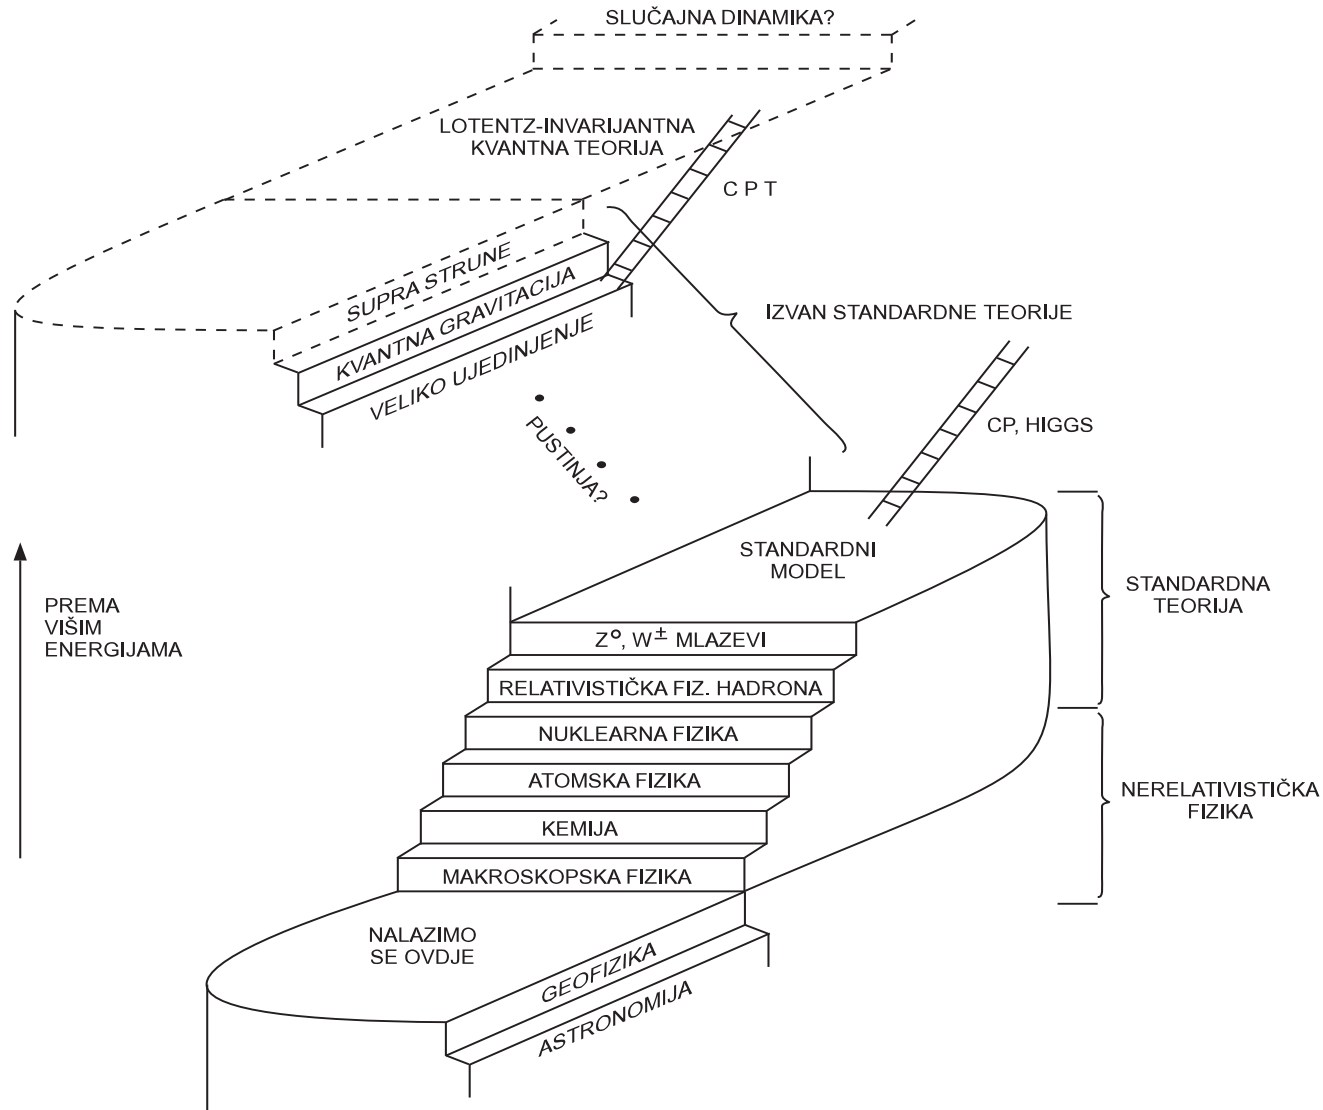 SLUČAJNA DINAMIKA?
LOTENTZ-INVARIJANTNA
KVANTNA TEORIJA
C P T
SUPRA STRUNE
KVANTNA GRAVITACIJA
VELIKO UJEDINJENJE
IZVAN STANDARDNE TEORIJE
PUSTINJA?
CP, HIGGS
STANDARDNI
MODEL
STANDARDNA
TEORIJA
PREMA
VIŠIM
ENERGIJAMA
Z°, W± MLAZEVI
RELATIVISTIČKA FIZ. HADRONA
NUKLEARNA FIZIKA
ATOMSKA FIZIKA
NERELATIVISTIČKA
FIZIKA
KEMIJA
MAKROSKOPSKA FIZIKA
NALAZIMO
SE OVDJE
GEOFIZIKA
ASTRONOMIJA